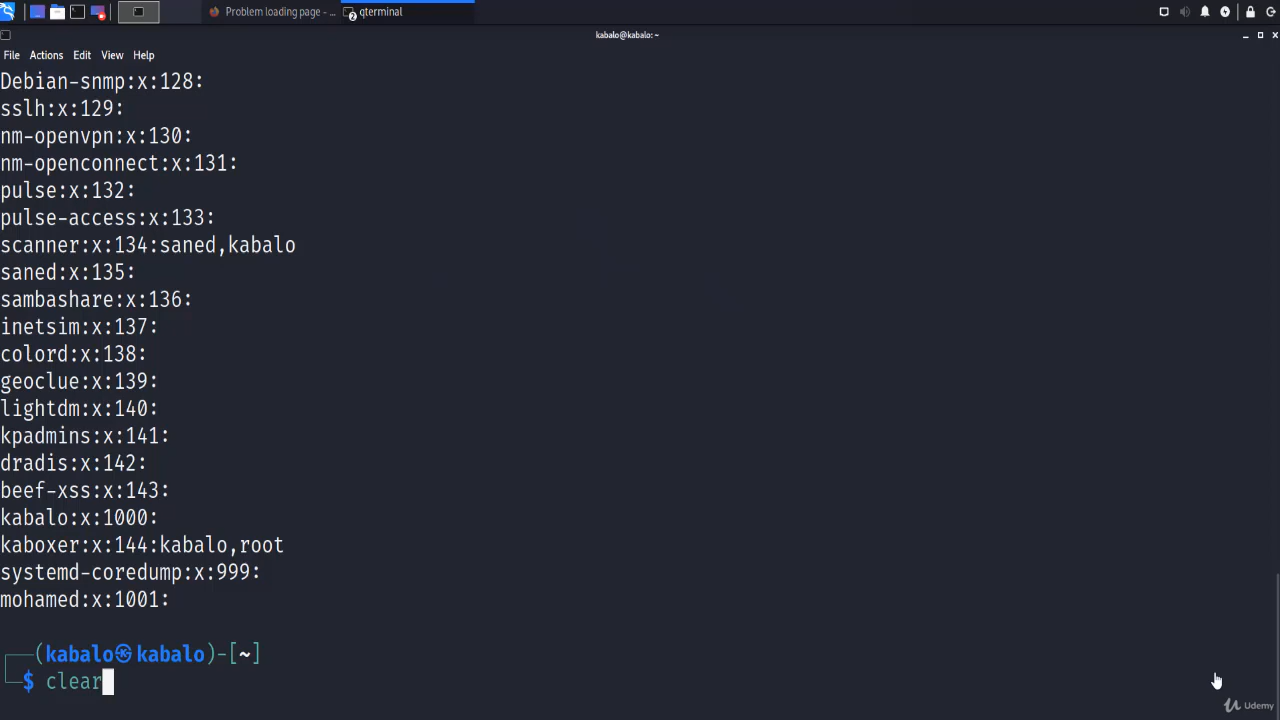 Problem loading page - ...
2 qterminal
kabalo@kabalo: ~
File Actions Edit View Help
Debian-snmp:x:128:
sslh:x:129:
nm-openvpn:x:130:
nm-openconnect:x:131:
pulse:x:132:
pulse-access:x:133:
scanner:x:134:saned,kabalo
saned:x:135:
sambashare:x:136:
inetsim:x:137:
colord:x:138:
geoclue:x:139:
lightdm:x:140:
kpadmins:x:141:
dradis:x:142:
beef-xss:x:143:
kabalo:x:1000:
kaboxer:x:144:kabalo,root
systemd-coredump:x:999:
mohamed:x:1001:
┌──(kabalo㉿kabalo)-[~]
└─$ clear
Udemy